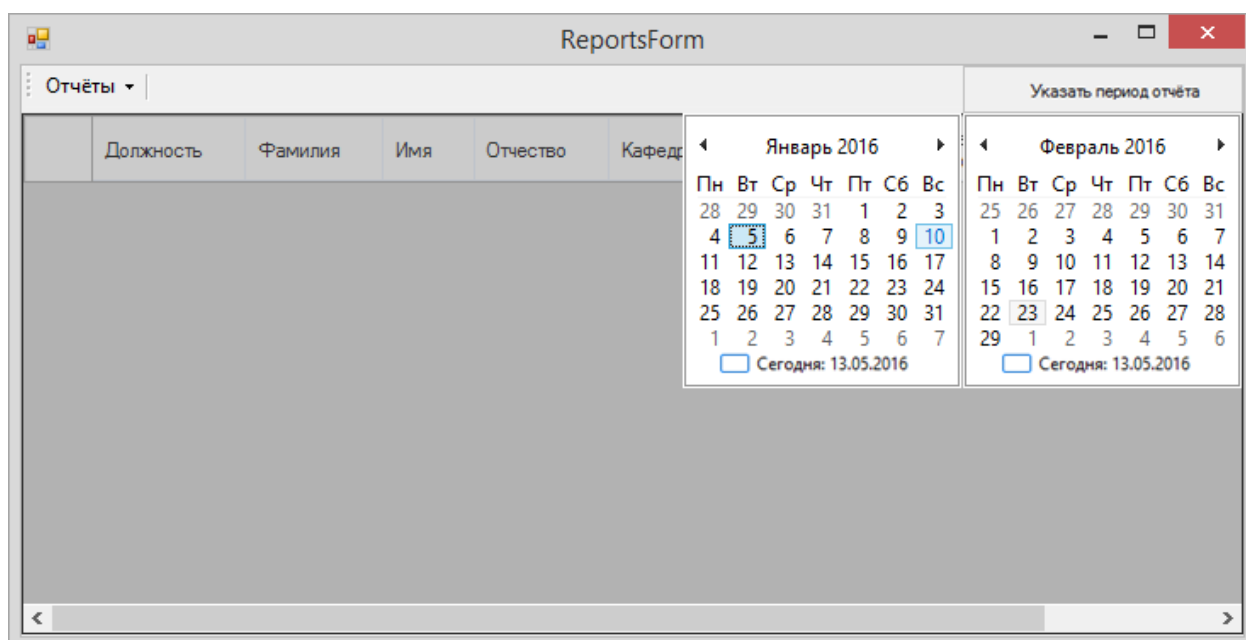 ReportsForm
Отчёты
Указать период отчёта
Должность Фамилия Имя Отчество
Январь 2016
Пн Вт Ср Чт Пт Сб Вс
28 29 30 31 1 2 3
4 5 6 7 8 9 10
11 12 13 14 15 16 17
18 19 20 21 22 23 24
25 26 27 28 29 30 31
1 2 3 4 5 6 7
Сегодня: 13.05.2016
Февраль 2016
Пн Вт Ср Чт Пт Сб Вс
25 26 27 28 29 30 31
1 2 3 4 5 6 7
8 9 10 11 12 13 14
15 16 17 18 19 20 21
22 23 24 25 26 27 28
29 1 2 3 4 5 6
Сегодня: 13.05.2016